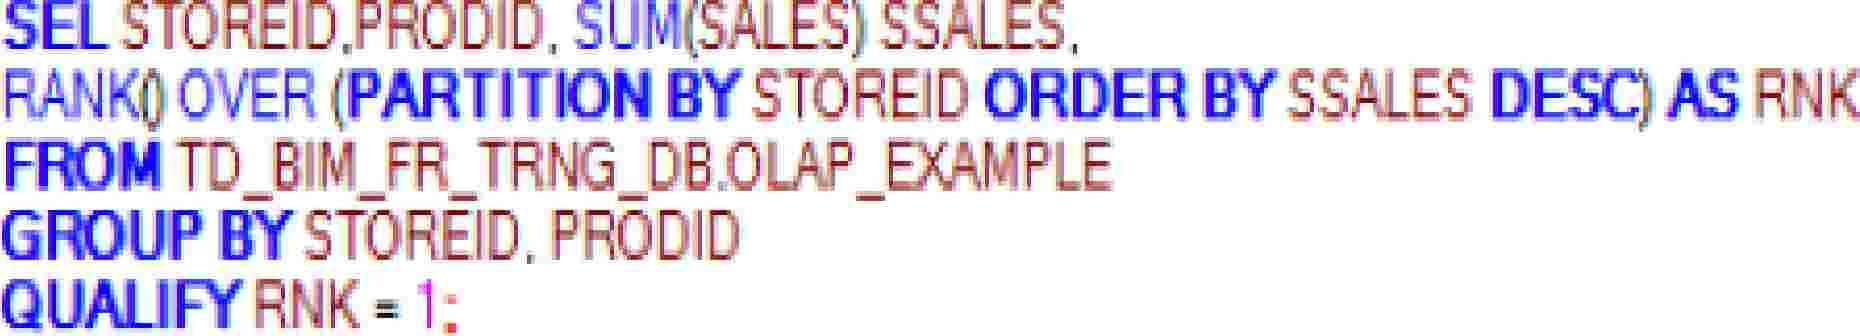 SEL STOREID,PRODID, SUM(SALES) SSALES,
RANK() OVER (PARTITION BY STOREID ORDER BY SSALES DESC) AS RNK
FROM TD_BIM_FR_TRNG_DB.OLAP_EXAMPLE
GROUP BY STOREID, PRODID
QUALIFY RNK = 1;